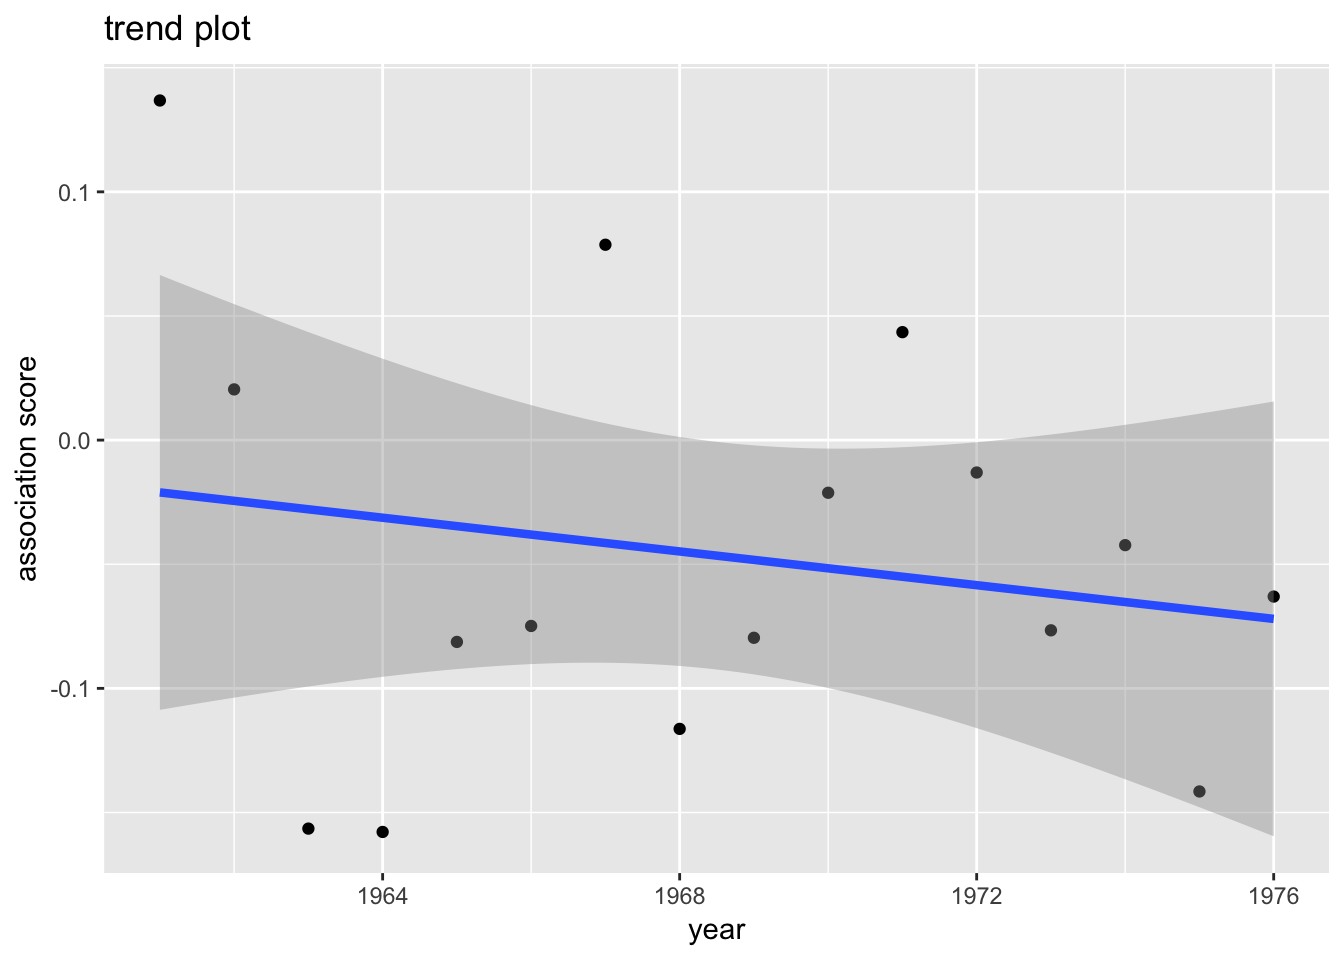 trend plot
0.1
0.0
-0.1
association score
1964 1968 1972 1976
year